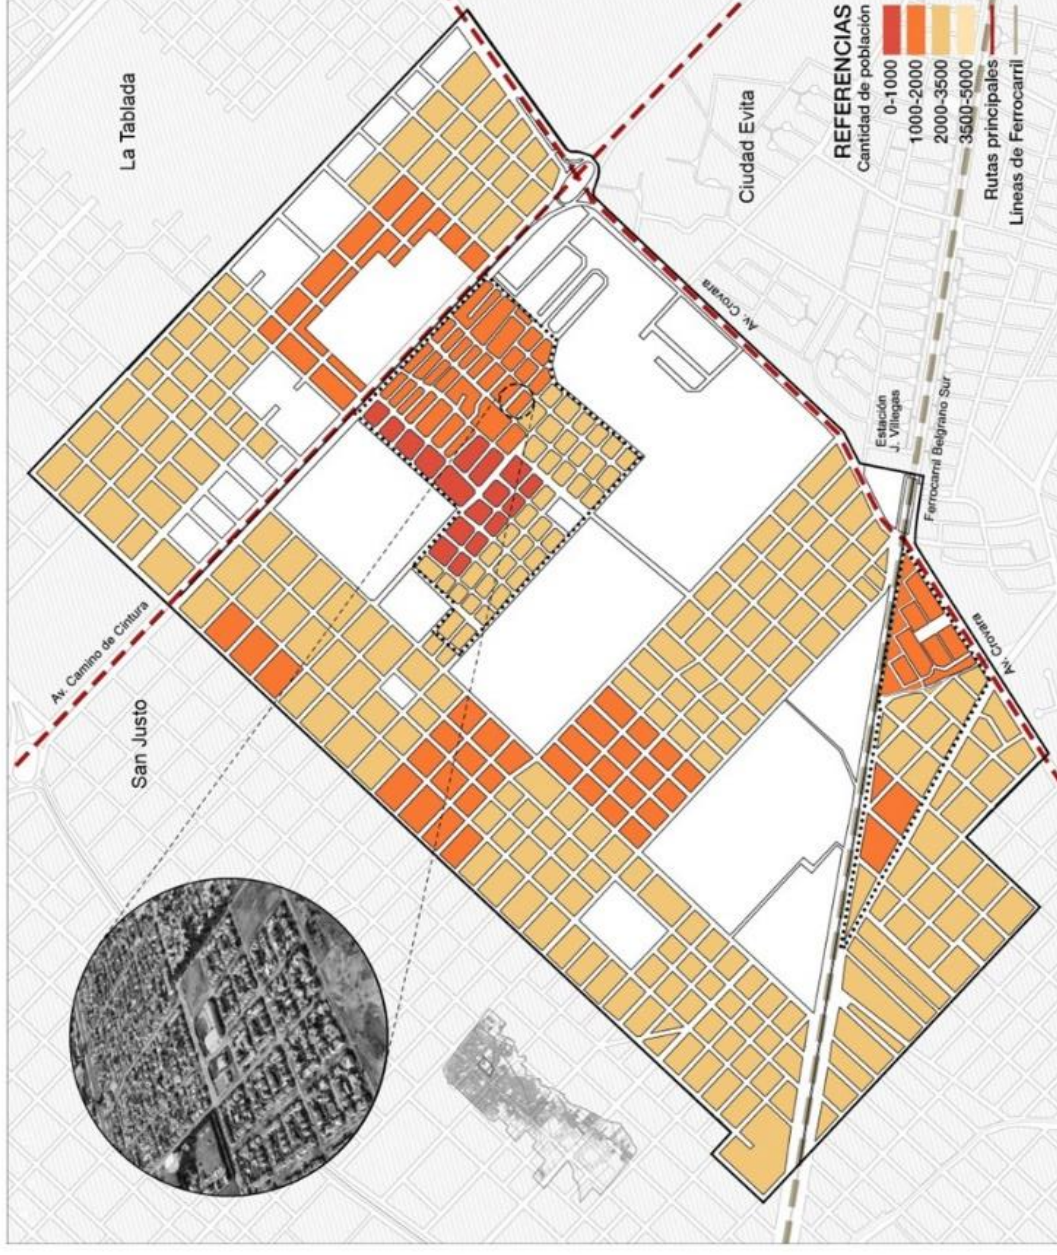 La Tablada
Av. Camino de Cintura
San Justo
Ciudad Evita
Av. Crovara
Estación
J. Villegas
Ferrocarril Belgrano Sur
Av. Crovara
REFERENCIAS
Cantidad de población
0-1000
1000-2000
2000-3500
3500-5000
Rutas principales
Líneas de Ferrocarril